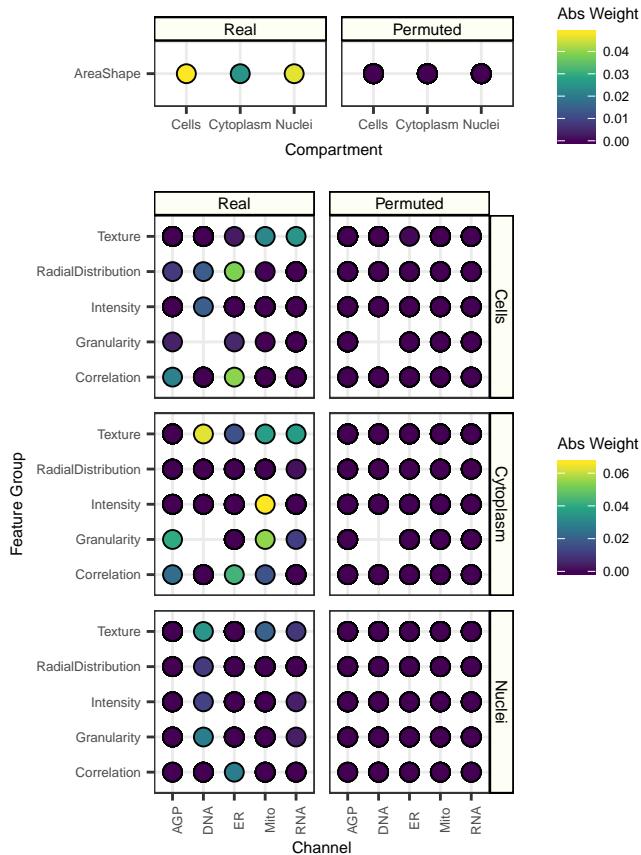 Abs Weight
Real Permuted
AreaShape
0.04
0.03
0.02
0.01
0.00
Cells Cytoplasm Nuclei Cells Cytoplasm Nuclei
Compartment
Real Permuted
Texture
RadialDistribution
Intensity
Granularity
Correlation
Cells
Texture
RadialDistribution
Intensity
Granularity
Correlation
Cytoplasm
Feature Group
Abs Weight
0.06
0.04
0.02
0.00
Texture
RadialDistribution
Intensity
Granularity
Correlation
Nuclei
AGP DNA ER Mito RNA AGP DNA ER Mito RNA
Channel